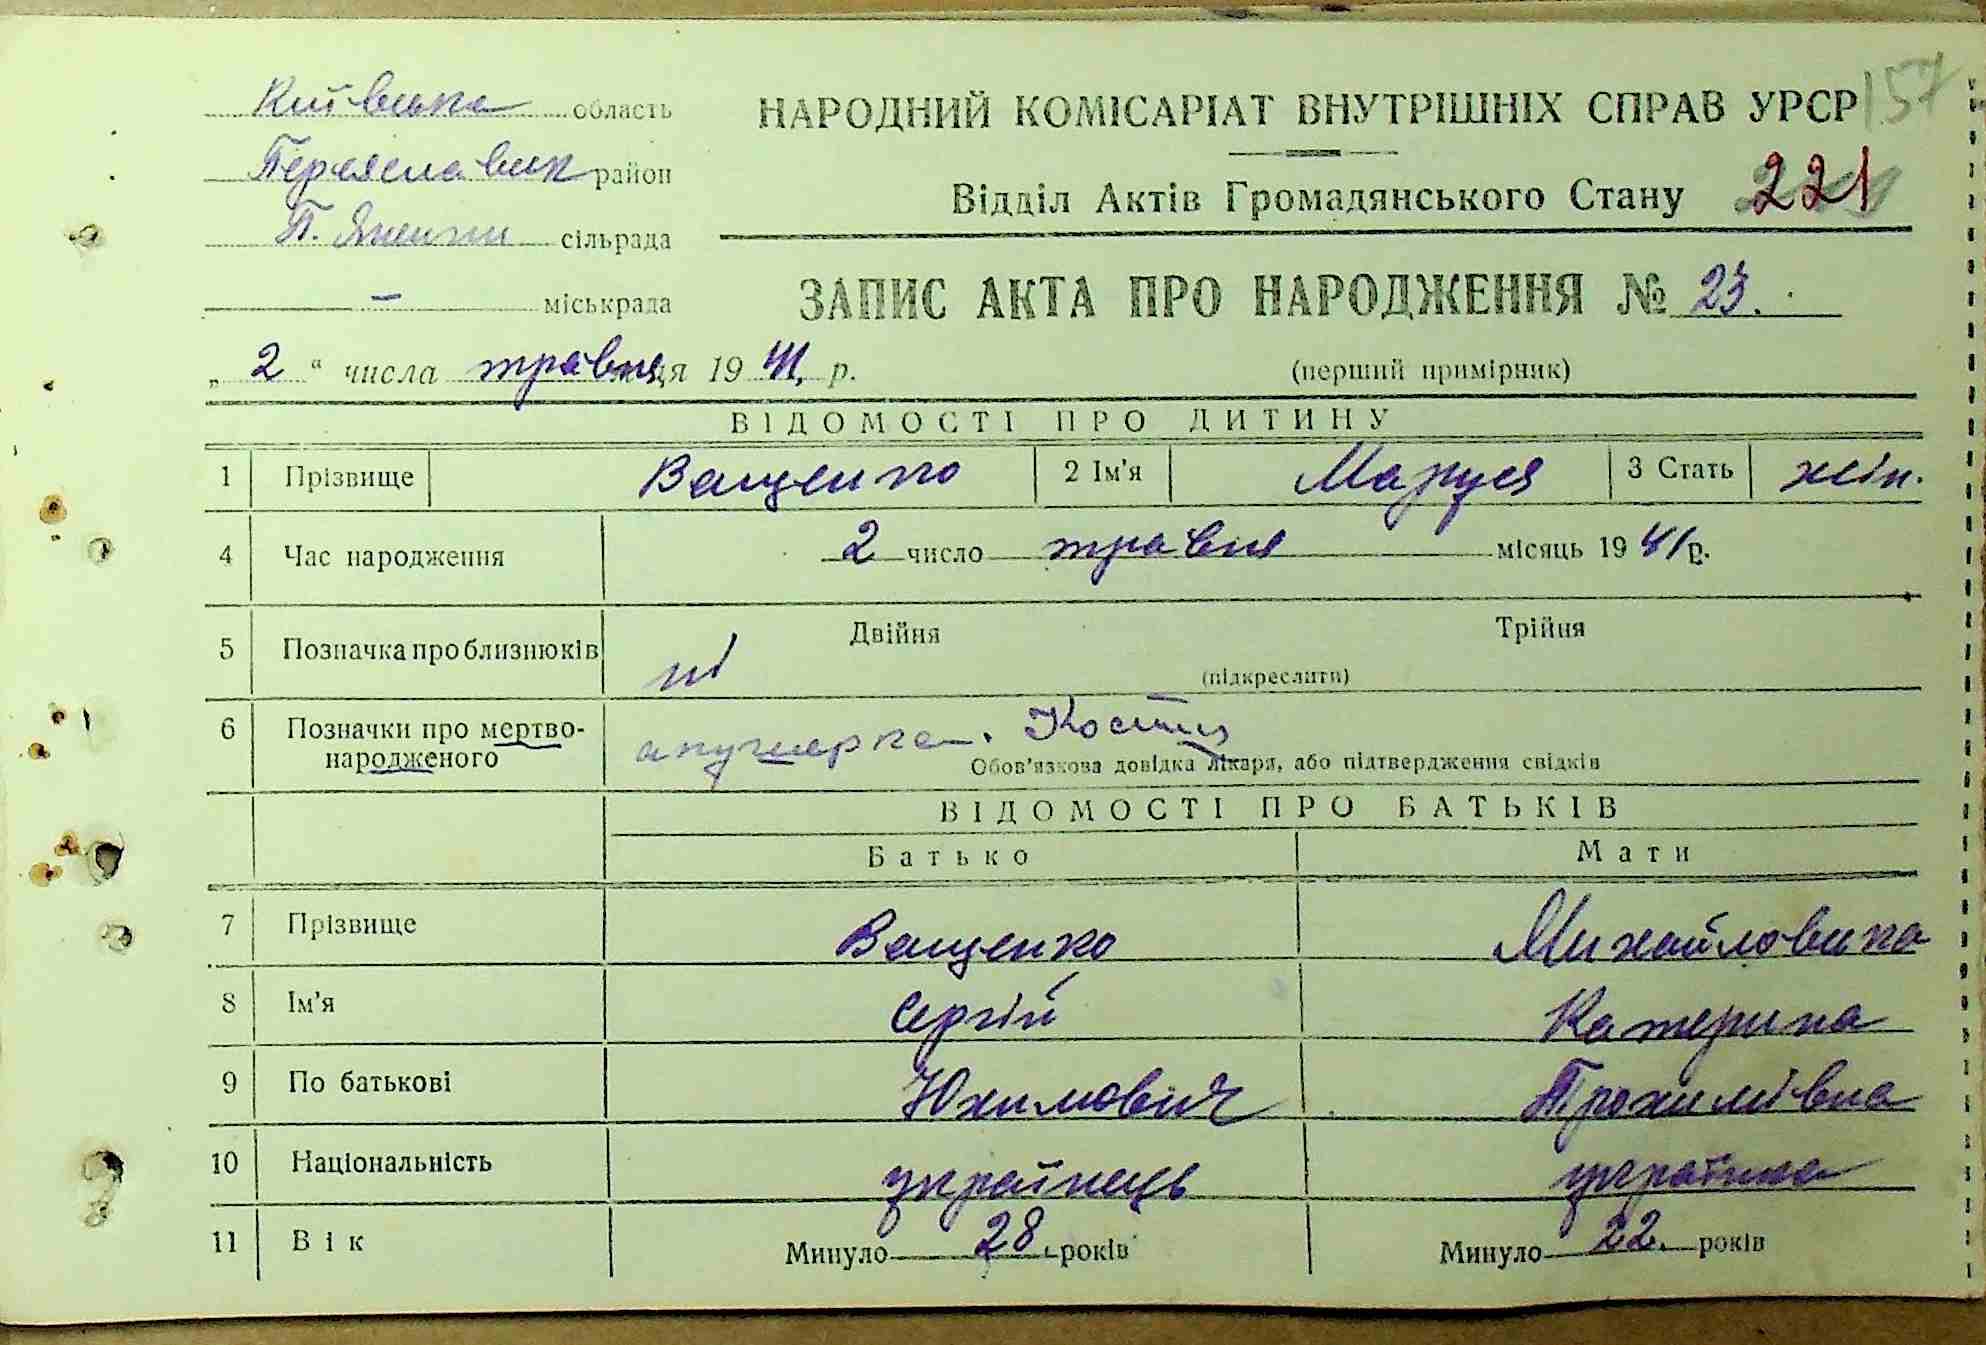 Київська область
НАРОДНИЙ КОМІСАРІАТ ВНУТРІШНІХ СПРАВ УРСР 157
Переяславськ район
Відділ Актів Громадянського Стану 221
сільрада
– міськрада
ЗАПИС АКТА ПРО НАРОДЖЕННЯ № 23.
„ 2 “ числа травня 1941 р.
(перший примірник)
ВІДОМОСТІ ПРО ДИТИНУ
1 Прізвище Ващенко 2 Ім'я Маруся 3 Стать жін.
4 Час народження 2 число травня місяць 1941 р.
5 Позначка про близнюків ні Двійня Трійня
(підкреслити)
6 Позначки про мертво-
народженого акушерка.
Обов'язкова довідка лікаря, або підтвердження свідків
ВІДОМОСТІ ПРО БАТЬКІВ
Батько Мати
7 Прізвище Ващенко Михайловська
8 Ім'я Сергій Катерина
9 По батькові Юхимович Трохимівна
10 Національність українець українка
11 Вік Минуло 28. років Минуло 22. років